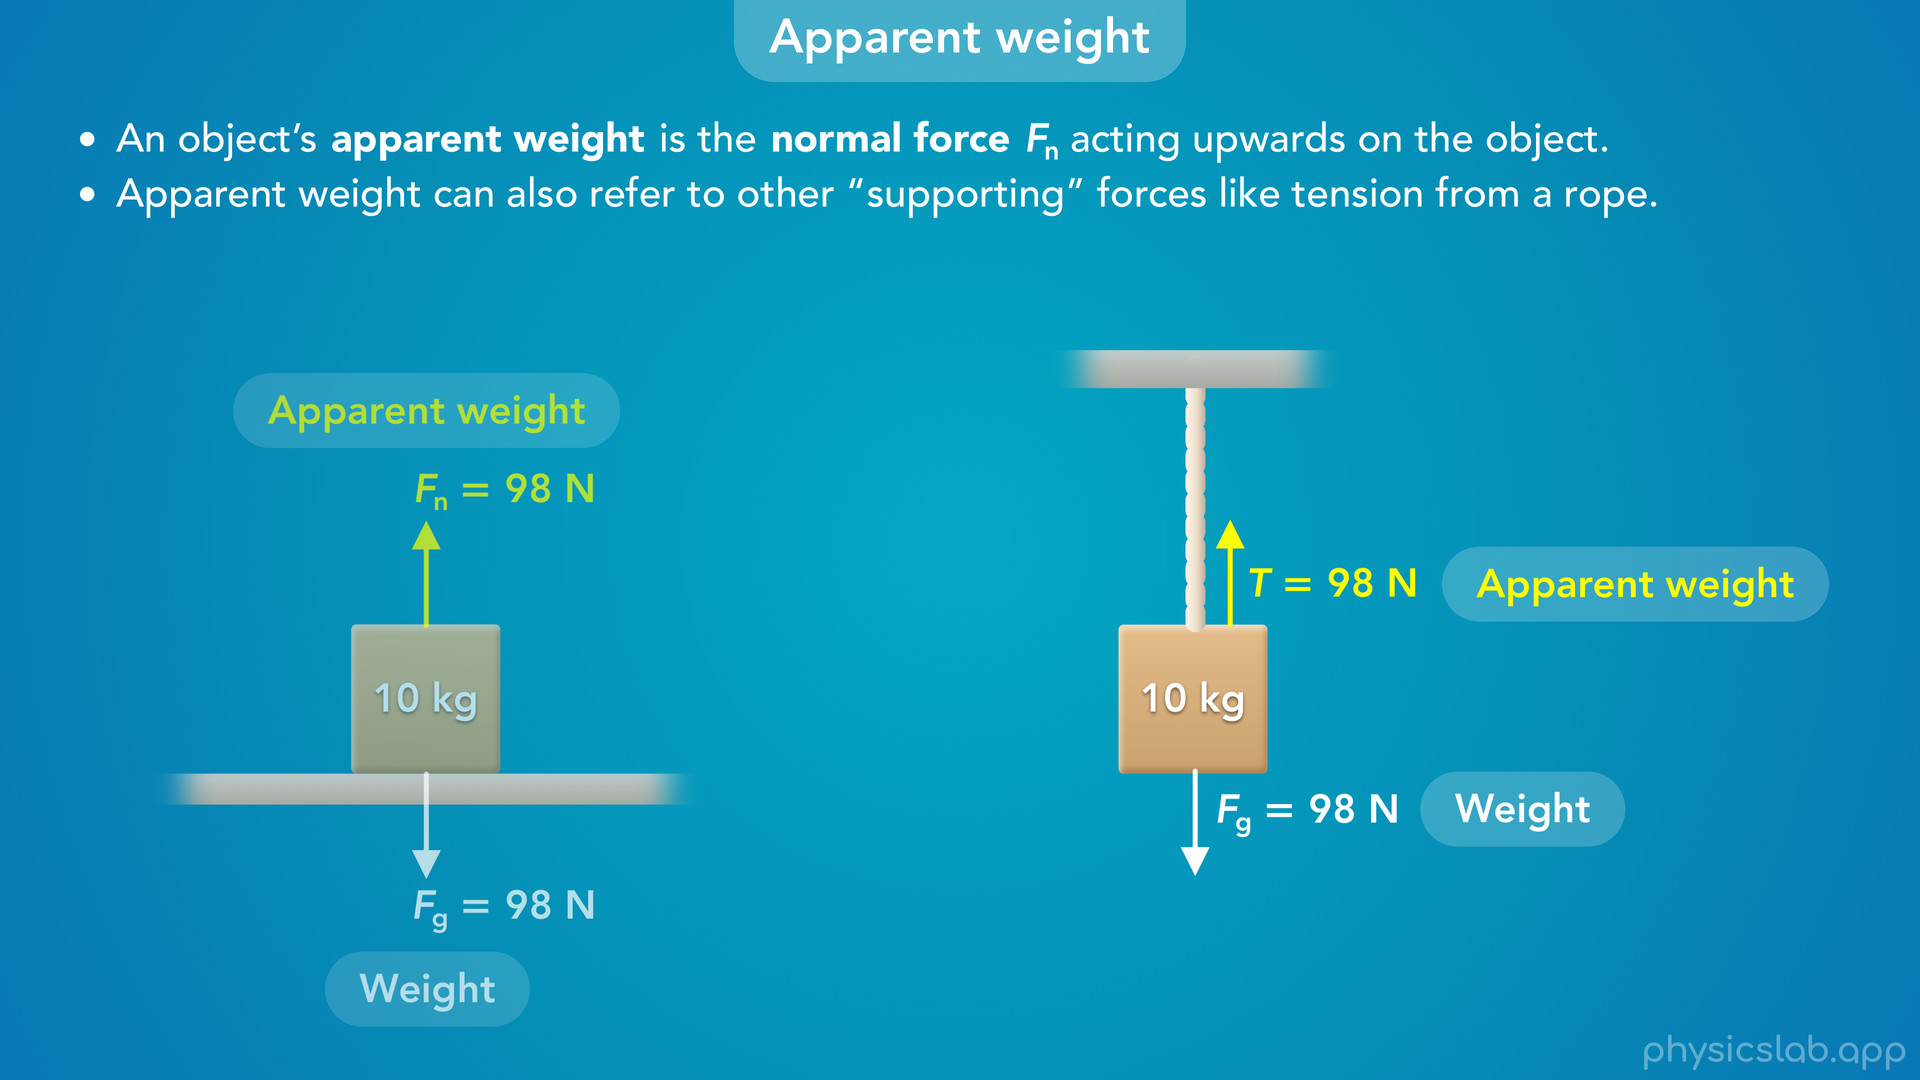 Apparent weight
• An object’s apparent weight is the normal force Fn acting upwards on the object.
• Apparent weight can also refer to other “supporting” forces like tension from a rope.
Apparent weight
Fn = 98 N
10 kg
Fg = 98 N
Weight
T = 98 N
Apparent weight
10 kg
Fg = 98 N
Weight
physicslab.app